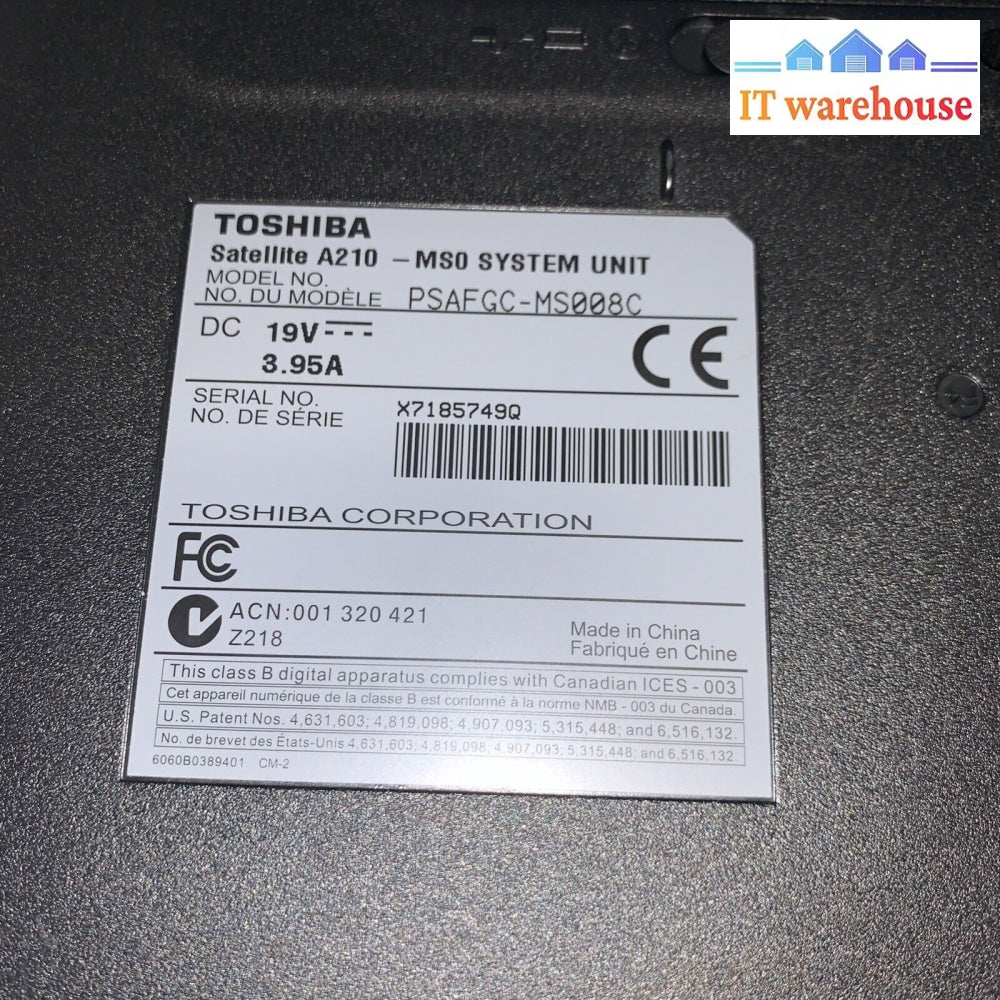 IT warehouse
TOSHIBA
Satellite A210 – MS0 SYSTEM UNIT
MODEL NO.
NO. DU MODÈLE PSAFGC-MS008C
DC 19V
3.95A
CE
SERIAL NO.
NO. DE SÉRIE
X7185749Q
TOSHIBA CORPORATION
FC
ACN:001 320 421
Z218
Made in China
Fabriqué en Chine
This class B digital apparatus complies with Canadian ICES - 003
Cet appareil numérique de la classe B est conformé à la norme NMB - 003 du Canada.
U.S. Patent Nos. 4,631,603; 4,819,098; 4,907,093; 5,315,448; and 6,516,132.
No. de brevet des États-Unis 4,631,603; 4,819,098; 4,907,093; 5,315,448; and 6,516,132.
6060B0389401 CM-2